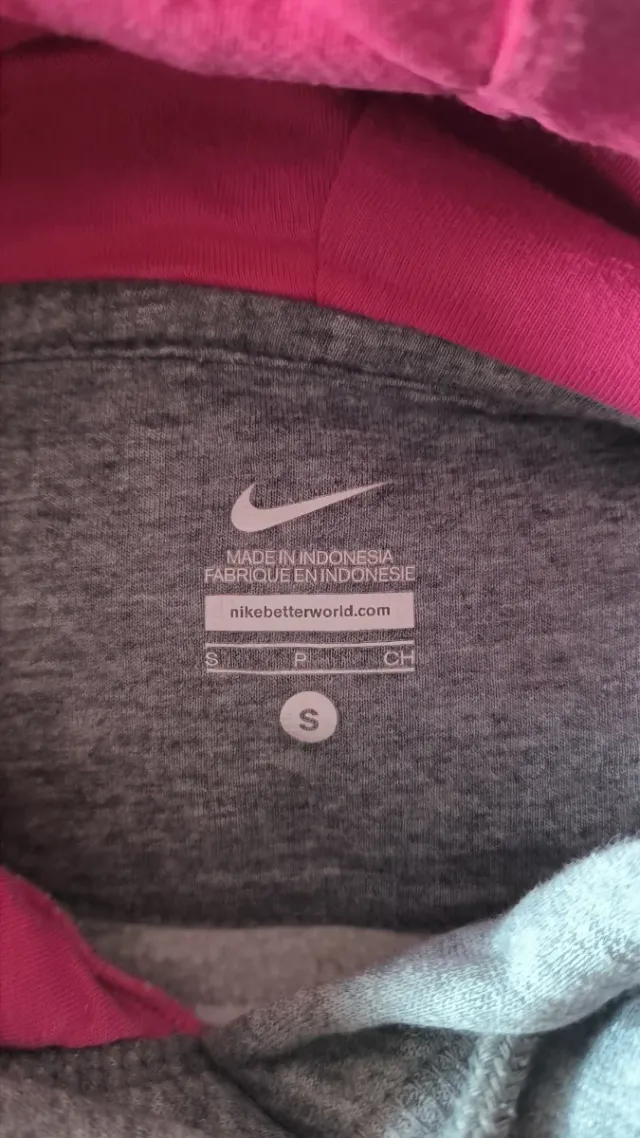 MADE IN INDONESIA
FABRIQUE EN INDONESIE
nikebetterworld.com
S P CH
S